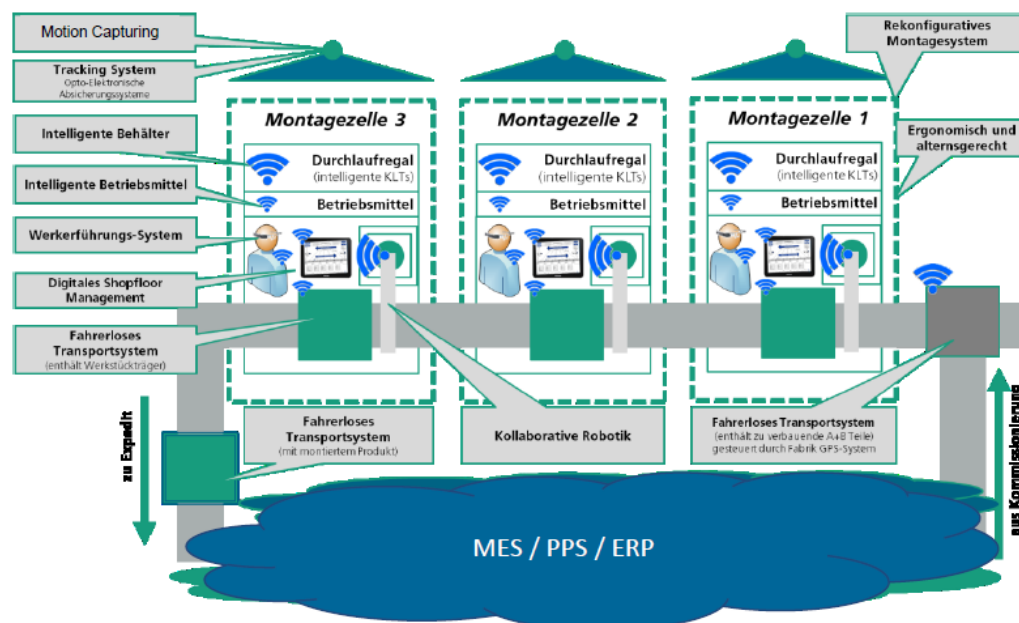 Motion Capturing
Tracking System
Opto-Elektronische
Absicherungssysteme
Intelligente Behälter
Intelligente Betriebsmittel
Werkerführungs-System
Digitales Shopfloor
Management
Fahrerloses
Transportsystem
(enthält Werkstückträger)
Rekonfiguratives
Montagesystem
Ergonomisch und
alternsgerecht
Montagezelle 3
Durchlaufregal
(intelligente KLTs)
Betriebsmittel
Montagezelle 2
Durchlaufregal
(intelligente KLTs)
Betriebsmittel
Montagezelle 1
Durchlaufregal
(intelligente KLTs)
Betriebsmittel
zu Expedit
Fahrerloses
Transportsystem
(mit montiertem Produkt)
Kollaborative Robotik
Fahrerloses Transportsystem
(enthält zu verbauende A+B Teile)
gesteuert durch Fabrik GPS-System
aus Kommissionierung
MES / PPS / ERP